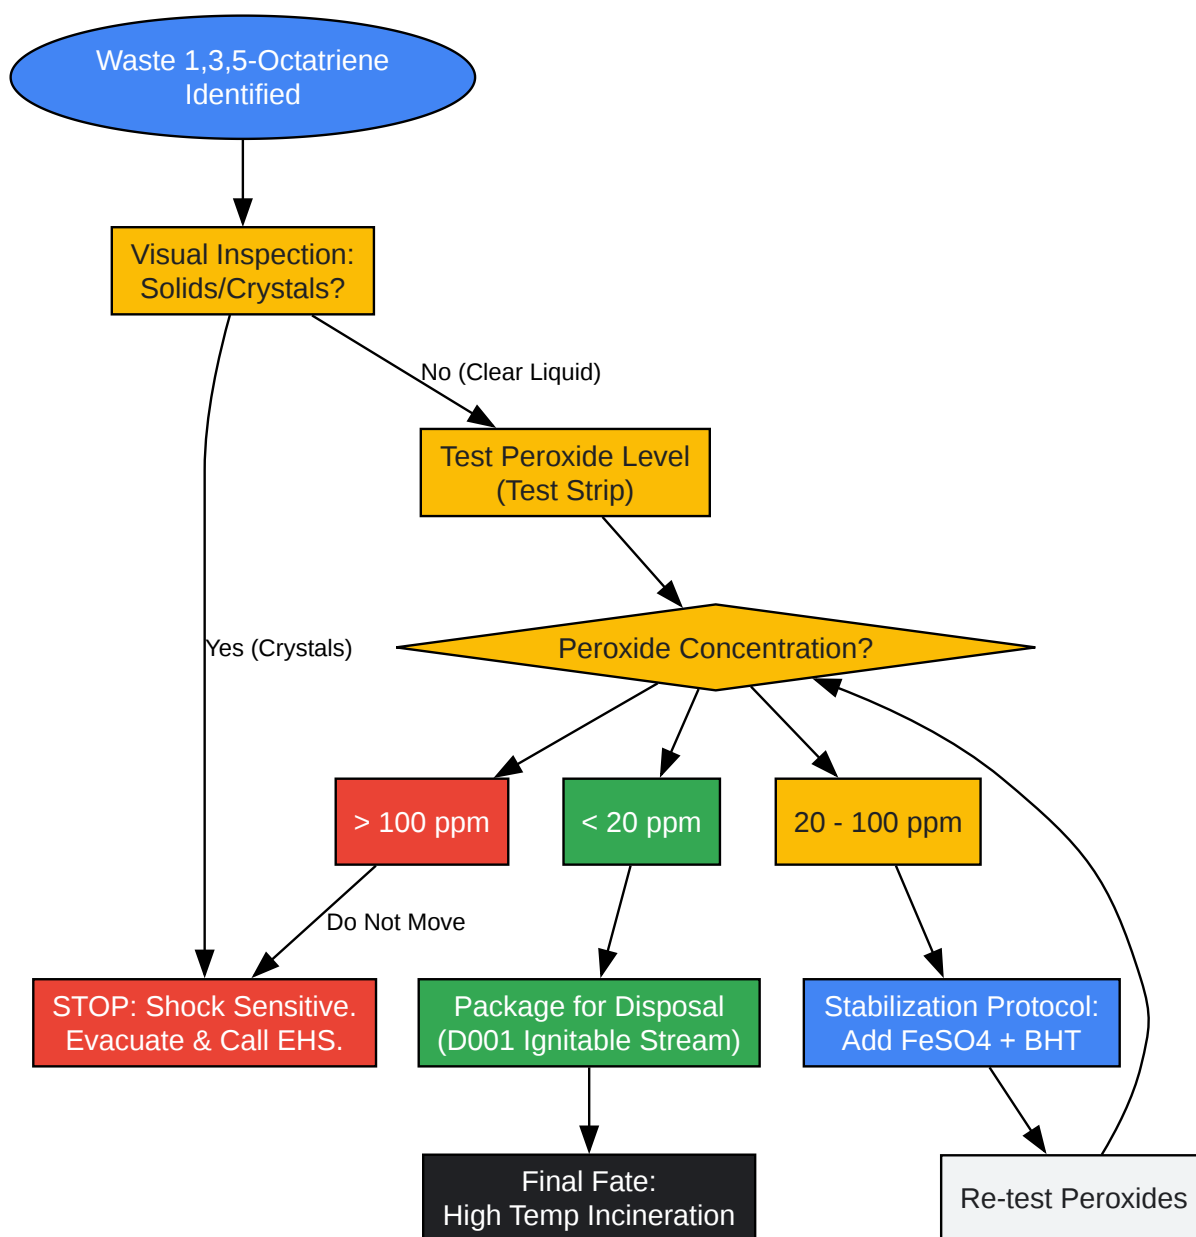 Waste 1,3,5-Octatriene
Identified
Visual Inspection:
Solids/Crystals?
No (Clear Liquid)
Test Peroxide Level
(Test Strip)
Yes (Crystals)
Peroxide Concentration?
> 100 ppm
< 20 ppm
20 - 100 ppm
Do Not Move
STOP: Shock Sensitive.
Evacuate & Call EHS.
Package for Disposal
(D001 Ignitable Stream)
Stabilization Protocol:
Add FeSO4 + BHT
Final Fate:
High Temp Incineration
Re-test Peroxides